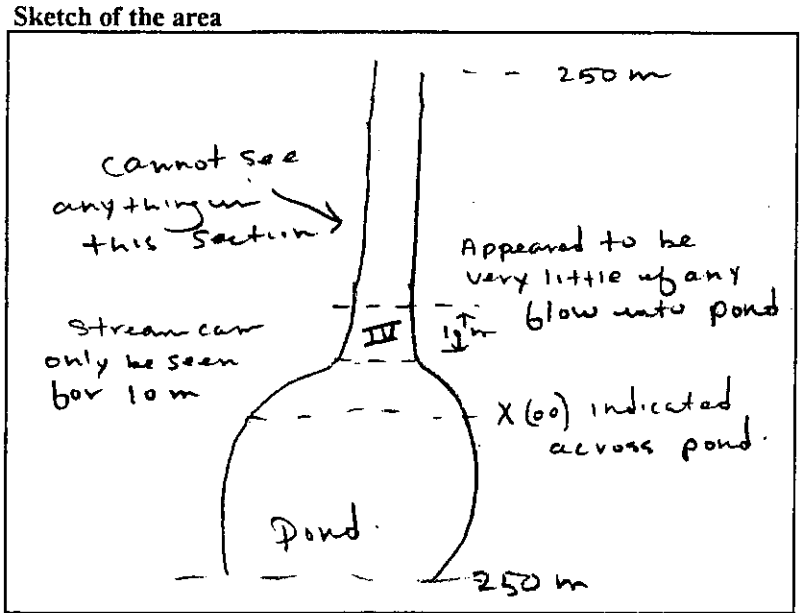 Sketch of the area
250 m
Cannot see
anything in
this section
Appeared to be
very little if any
flow into pond
Stream can
only be seen
for 10 m
IV
10 m
X (00) indicated
across pond.
Pond.
250 m